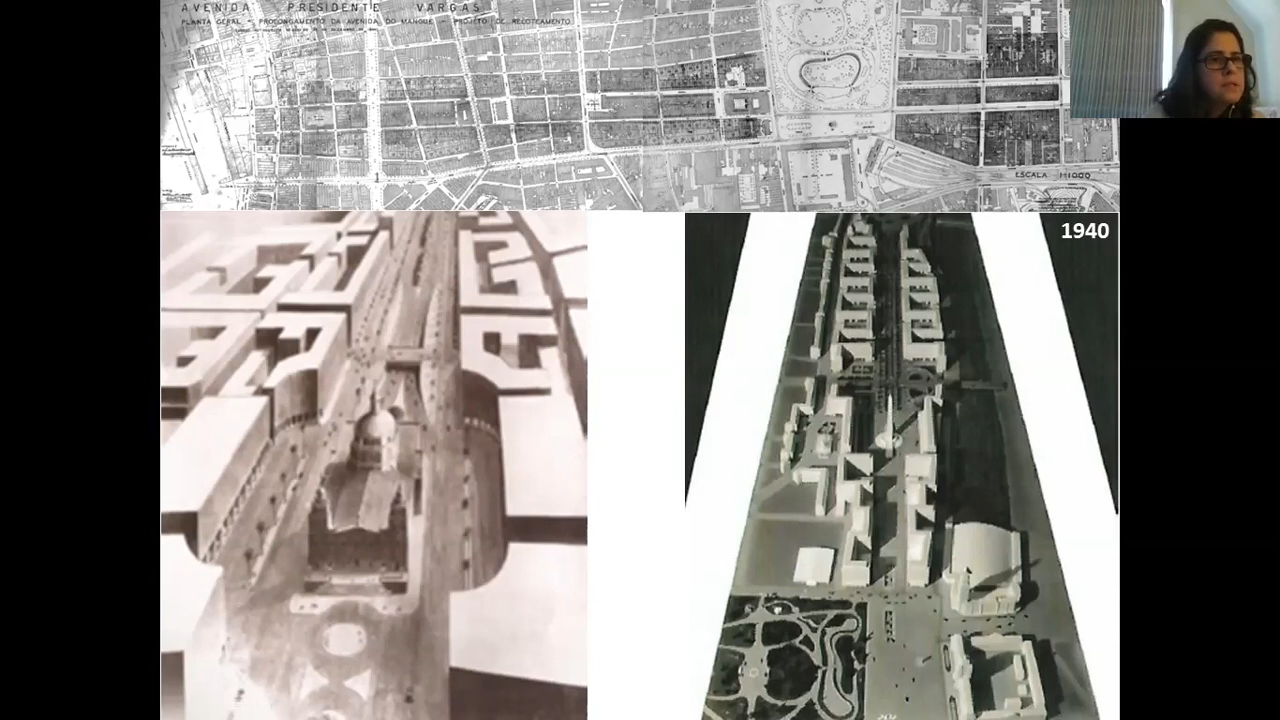 AVENIDA PRESIDENTE VARGAS
PLANTA GERAL - PROLONGAMENTO DA AVENIDA DO MANGUE - PROJETO DE RELOTEAMENTO
ESCALA 1:1000
1940